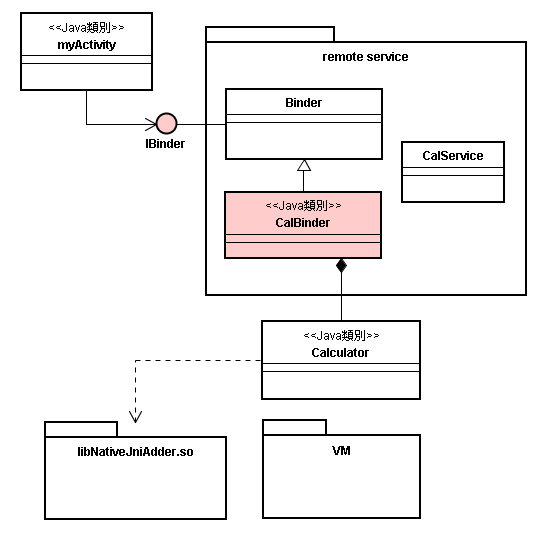 <<Java類別>>
myActivity
remote service
Binder
IBinder
CalService
<<Java類別>>
CalBinder
<<Java類別>>
Calculator
libNativeJniAdder.so
VM